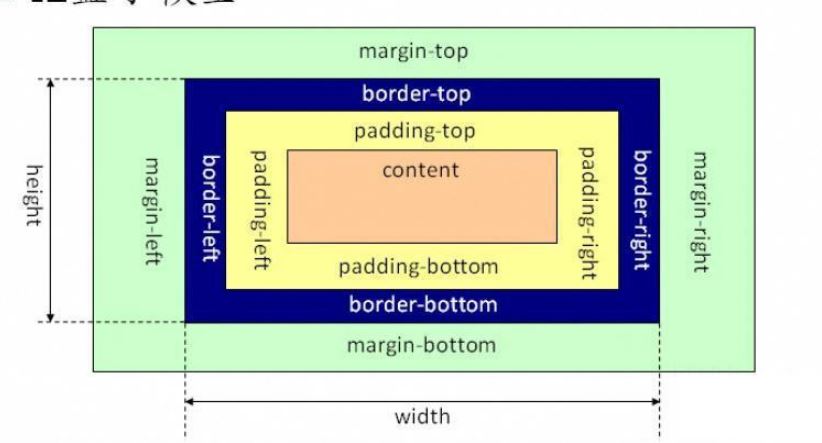 margin-top
border-top
padding-top
content
height
margin-left
border-left
padding-left
padding-right
border-right
margin-right
padding-bottom
border-bottom
margin-bottom
width